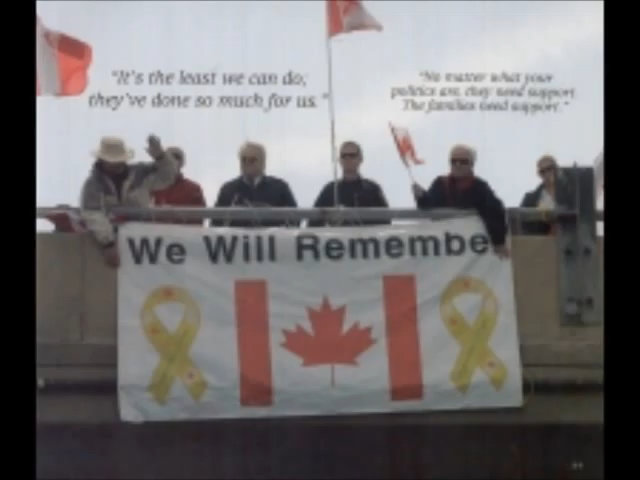 "It's the least we can do;
they've done so much for us."
"No matter what your
politics are, they need support.
The families need support."
We Will Remembe